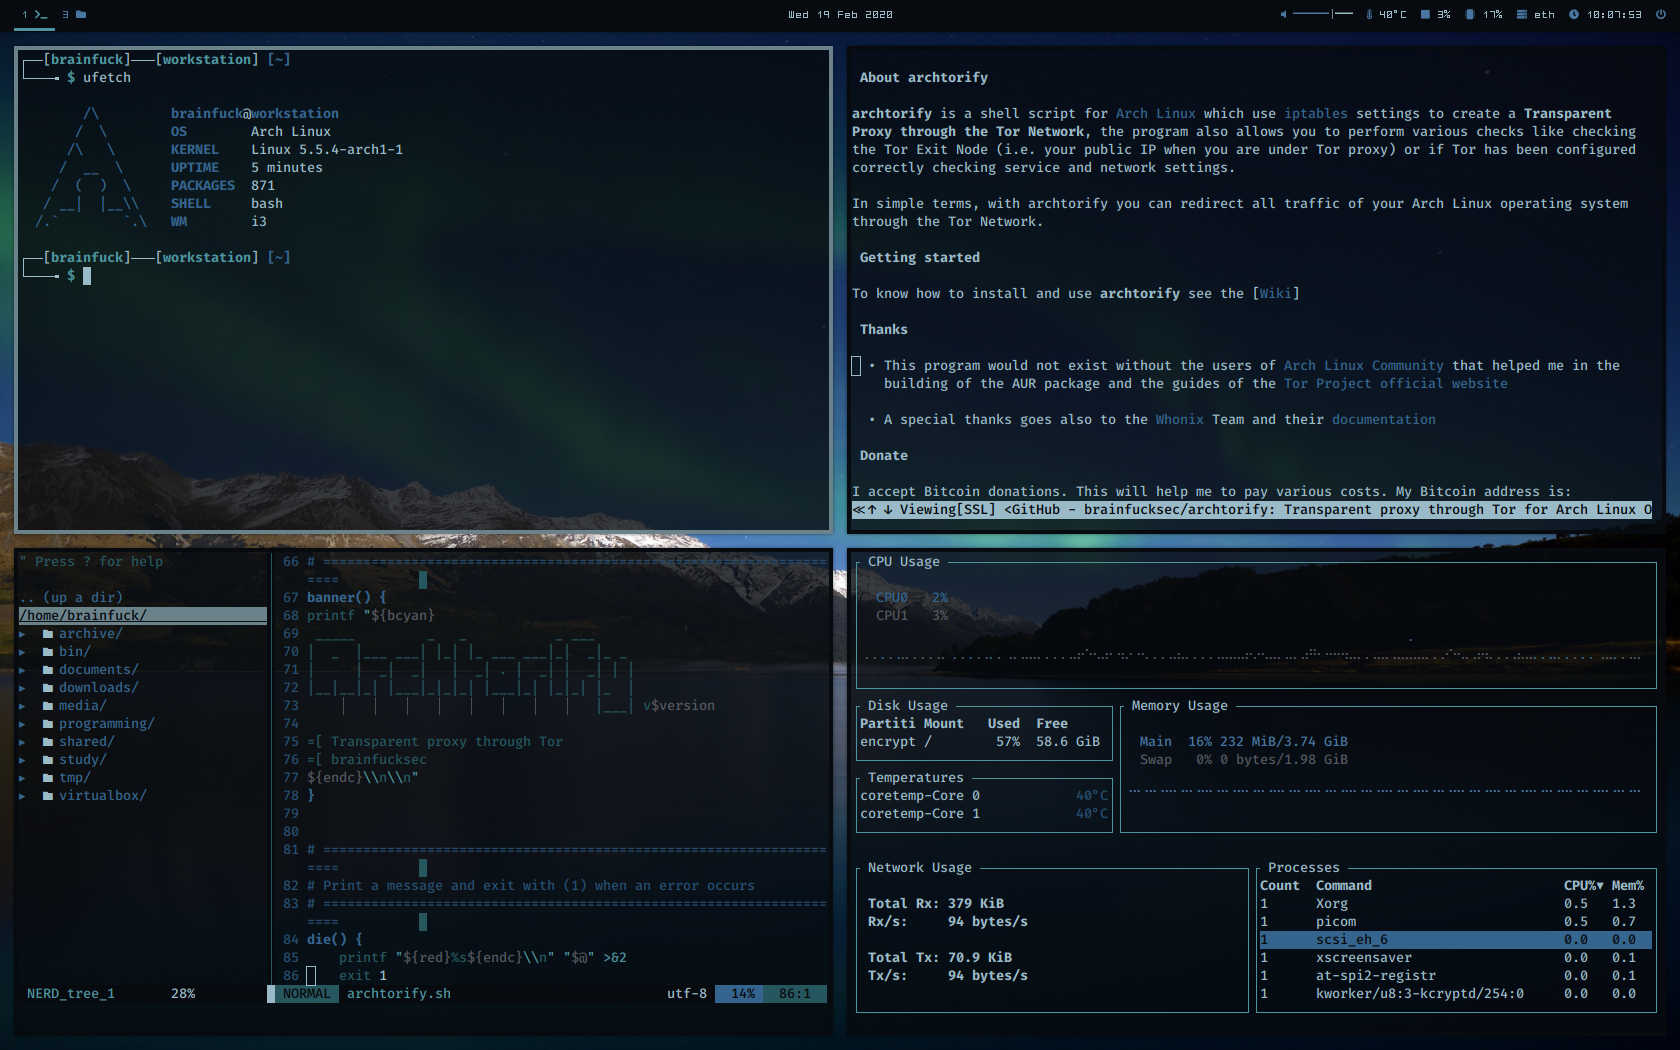 1 >_ 3
Wed 19 Feb 2020
40°C 3% 17% eth 10:07:53
[brainfuck]──[workstation] [~]
$ ufetch
brainfuck@workstation
OS Arch Linux
KERNEL Linux 5.5.4-arch1-1
UPTIME 5 minutes
PACKAGES 871
SHELL bash
WM i3
[brainfuck]──[workstation] [~]
$
About archtorify
archtorify is a shell script for Arch Linux which use iptables settings to create a Transparent
Proxy through the Tor Network, the program also allows you to perform various checks like checking
the Tor Exit Node (i.e. your public IP when you are under Tor proxy) or if Tor has been configured
correctly checking service and network settings.
In simple terms, with archtorify you can redirect all traffic of your Arch Linux operating system
through the Tor Network.
Getting started
To know how to install and use archtorify see the [Wiki]
Thanks
• This program would not exist without the users of Arch Linux Community that helped me in the
building of the AUR package and the guides of the Tor Project official website
• A special thanks goes also to the Whonix Team and their documentation
Donate
I accept Bitcoin donations. This will help me to pay various costs. My Bitcoin address is:
≪↑ ↓ Viewing[SSL] <GitHub - brainfucksec/archtorify: Transparent proxy through Tor for Arch Linux O
" Press ? for help
.. (up a dir)
/home/brainfuck/
▸ archive/
▸ bin/
▸ documents/
▸ downloads/
▸ media/
▸ programming/
▸ shared/
▸ study/
▸ tmp/
▸ virtualbox/
NERD_tree_1 28%
66 # ===============================================================
====
67 banner() {
68 printf "${bcyan}
69
70
71
72
73 v$version
74
75 =[ Transparent proxy through Tor
76 =[ brainfucksec
77 ${endc}\\n\\n"
78 }
79
80
81 # ===============================================================
====
82 # Print a message and exit with (1) when an error occurs
83 # ===============================================================
====
84 die() {
85 printf "${red}%s${endc}\\n" "$@" >&2
86 exit 1
NORMAL archtorify.sh utf-8 14% 86:1
CPU Usage
CPU0 2%
CPU1 3%
Disk Usage
Partiti Mount Used Free
encrypt / 57% 58.6 GiB
Temperatures
coretemp-Core 0 40°C
coretemp-Core 1 40°C
Memory Usage
Main 16% 232 MiB/3.74 GiB
Swap 0% 0 bytes/1.98 GiB
Network Usage
Total Rx: 379 KiB
Rx/s: 94 bytes/s
Total Tx: 70.9 KiB
Tx/s: 94 bytes/s
Processes
Count Command CPU%▾ Mem%
1 Xorg 0.5 1.3
1 picom 0.5 0.7
1 scsi_eh_6 0.0 0.0
1 xscreensaver 0.0 0.1
1 at-spi2-registr 0.0 0.1
1 kworker/u8:3-kcryptd/254:0 0.0 0.0